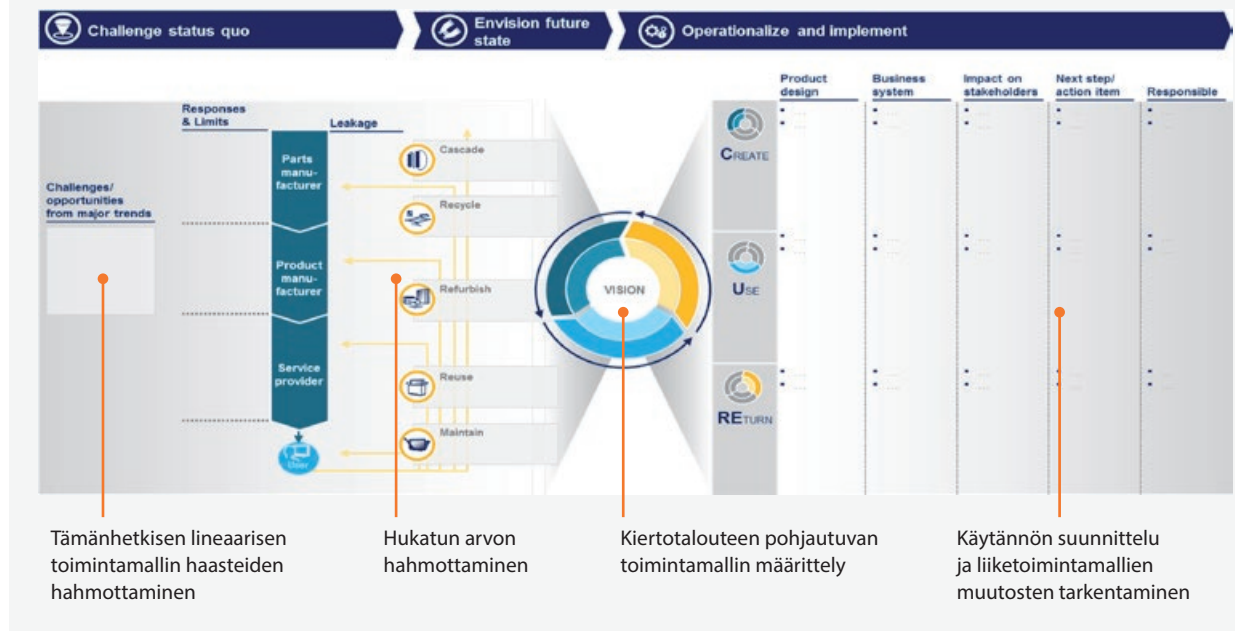 Challenge status quo
Envision future
state
Operationalize and implement
Challenges/
opportunities
from major trends
Responses
& Limits
Leakage
Parts
manu-
facturer
Product
manu-
facturer
Service
provider
User
Cascade
Recycle
Refurbish
Reuse
Maintain
VISION
CREATE
USE
RETURN
Product
design
Business
system
Impact on
stakeholders
Next step/
action item
Responsible
Tämänhetkisen lineaarisen
toimintamallin haasteiden
hahmottaminen
Hukatun arvon
hahmottaminen
Kiertotalouteen pohjautuvan
toimintamallin määrittely
Käytännön suunnittelu
ja liiketoimintamallien
muutosten tarkentaminen